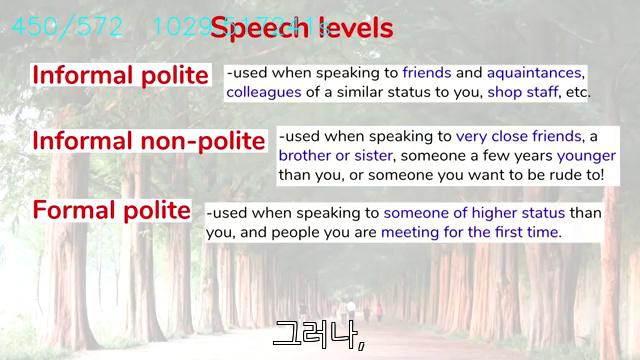 450/572
Speech levels
Informal polite
-used when speaking to friends and aquaintances,
colleagues of a similar status to you, shop staff, etc.
Informal non-polite
-used when speaking to very close friends, a
brother or sister, someone a few years younger
than you, or someone you want to be rude to!
Formal polite
-used when speaking to someone of higher status than
you, and people you are meeting for the first time.
그러나,